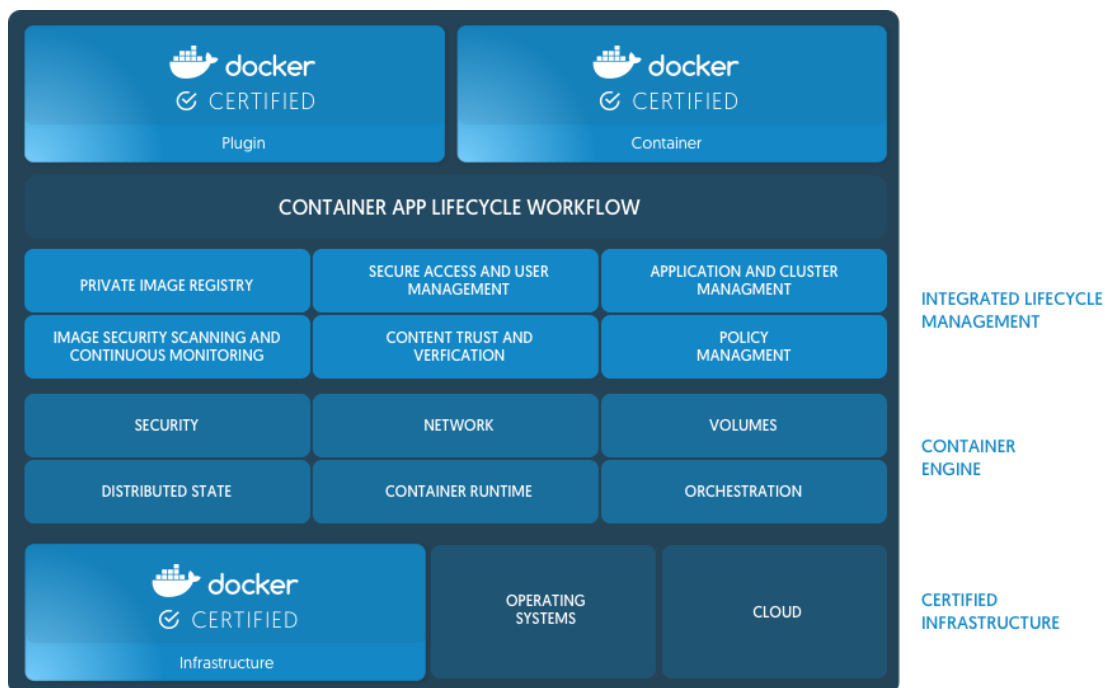 docker
CERTIFIED
Plugin
docker
CERTIFIED
Container
CONTAINER APP LIFECYCLE WORKFLOW
PRIVATE IMAGE REGISTRY
SECURE ACCESS AND USER
MANAGEMENT
APPLICATION AND CLUSTER
MANAGMENT
IMAGE SECURITY SCANNING AND
CONTINUOUS MONITORING
CONTENT TRUST AND
VERFICATION
POLICY
MANAGMENT
INTEGRATED LIFECYCLE
MANAGEMENT
SECURITY
NETWORK
VOLUMES
DISTRIBUTED STATE
CONTAINER RUNTIME
ORCHESTRATION
CONTAINER
ENGINE
docker
CERTIFIED
Infrastructure
OPERATING
SYSTEMS
CLOUD
CERTIFIED
INFRASTRUCTURE